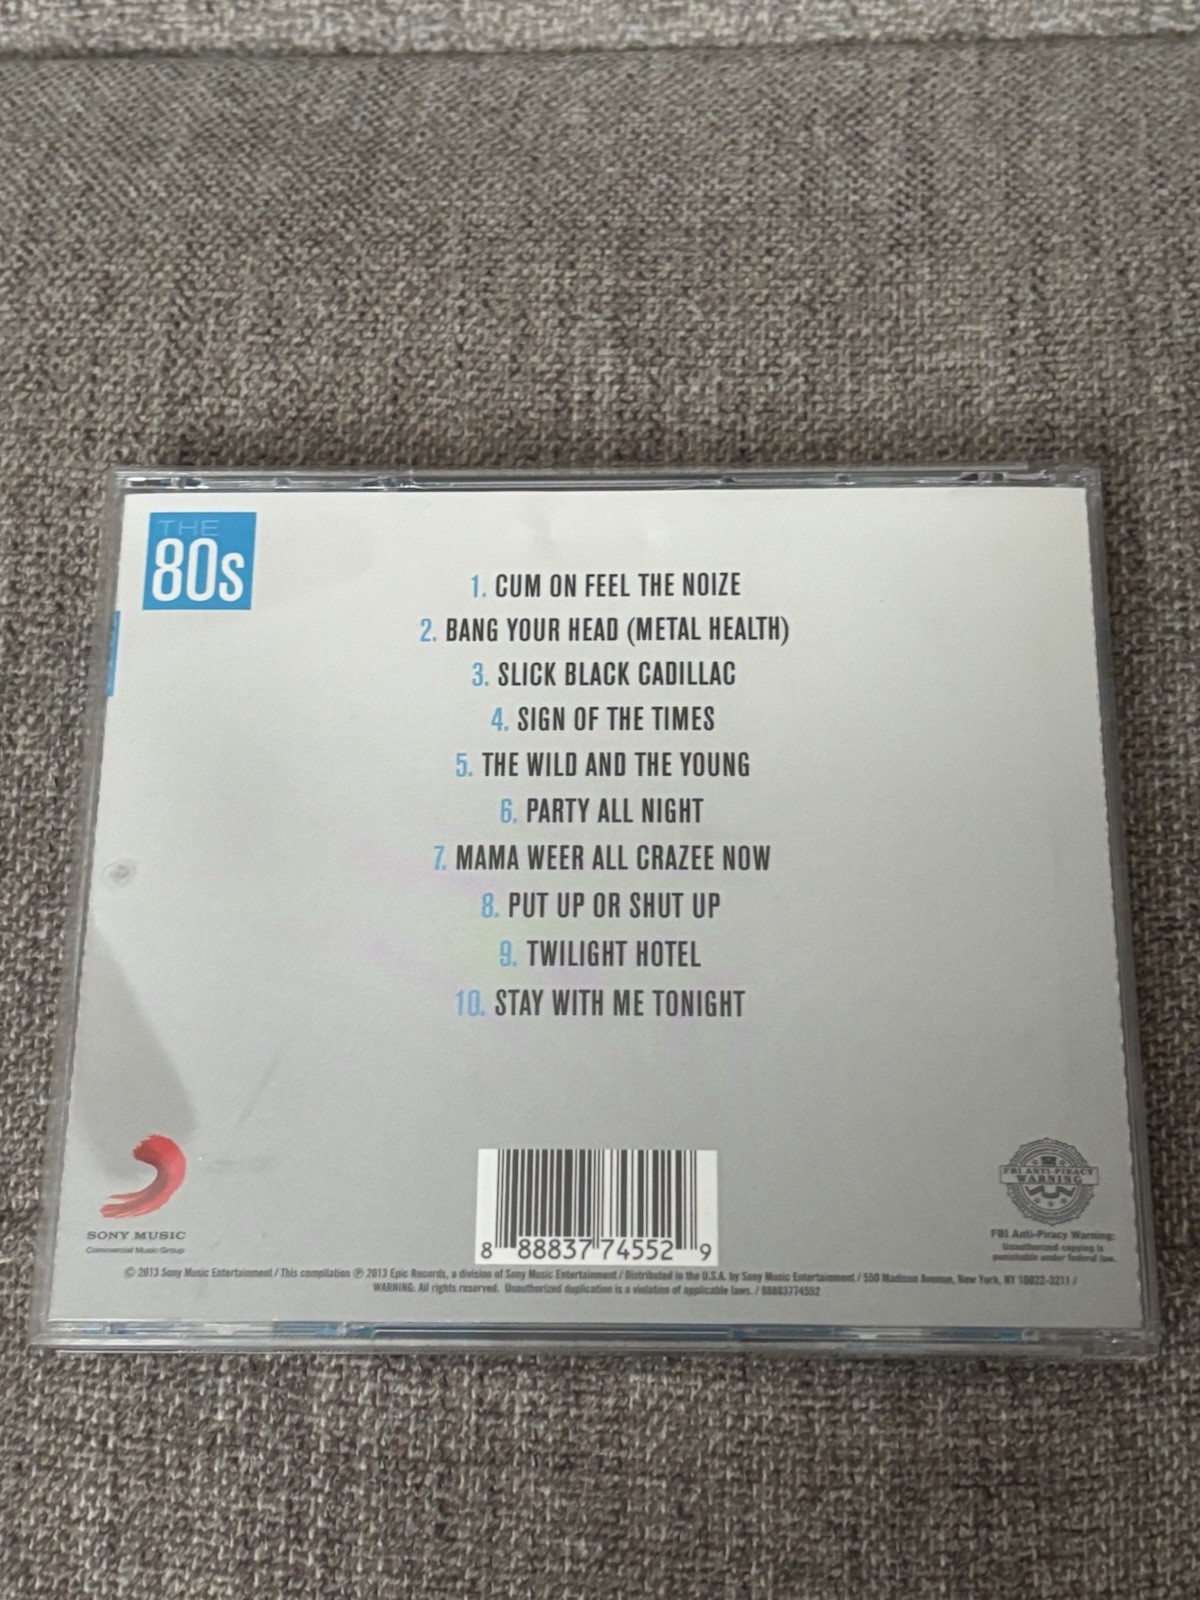 THE
80s
1. CUM ON FEEL THE NOIZE
2. BANG YOUR HEAD (METAL HEALTH)
3. SLICK BLACK CADILLAC
4. SIGN OF THE TIMES
5. THE WILD AND THE YOUNG
6. PARTY ALL NIGHT
7. MAMA WEER ALL CRAZEE NOW
8. PUT UP OR SHUT UP
9. TWILIGHT HOTEL
10. STAY WITH ME TONIGHT
SONY MUSIC
Commercial Music Group
8 88837 74552 9
FBI ANTI-PIRACY
WARNING
FBI Anti-Piracy Warning:
Unauthorized copying is
punishable under federal law.
© 2013 Sony Music Entertainment / This compilation ℗ 2013 Epic Records, a division of Sony Music Entertainment / Distributed in the U.S.A. by Sony Music Entertainment / 550 Madison Avenue, New York, NY 10022-3211 /
WARNING: All rights reserved. Unauthorized duplication is a violation of applicable laws. / 88883774552